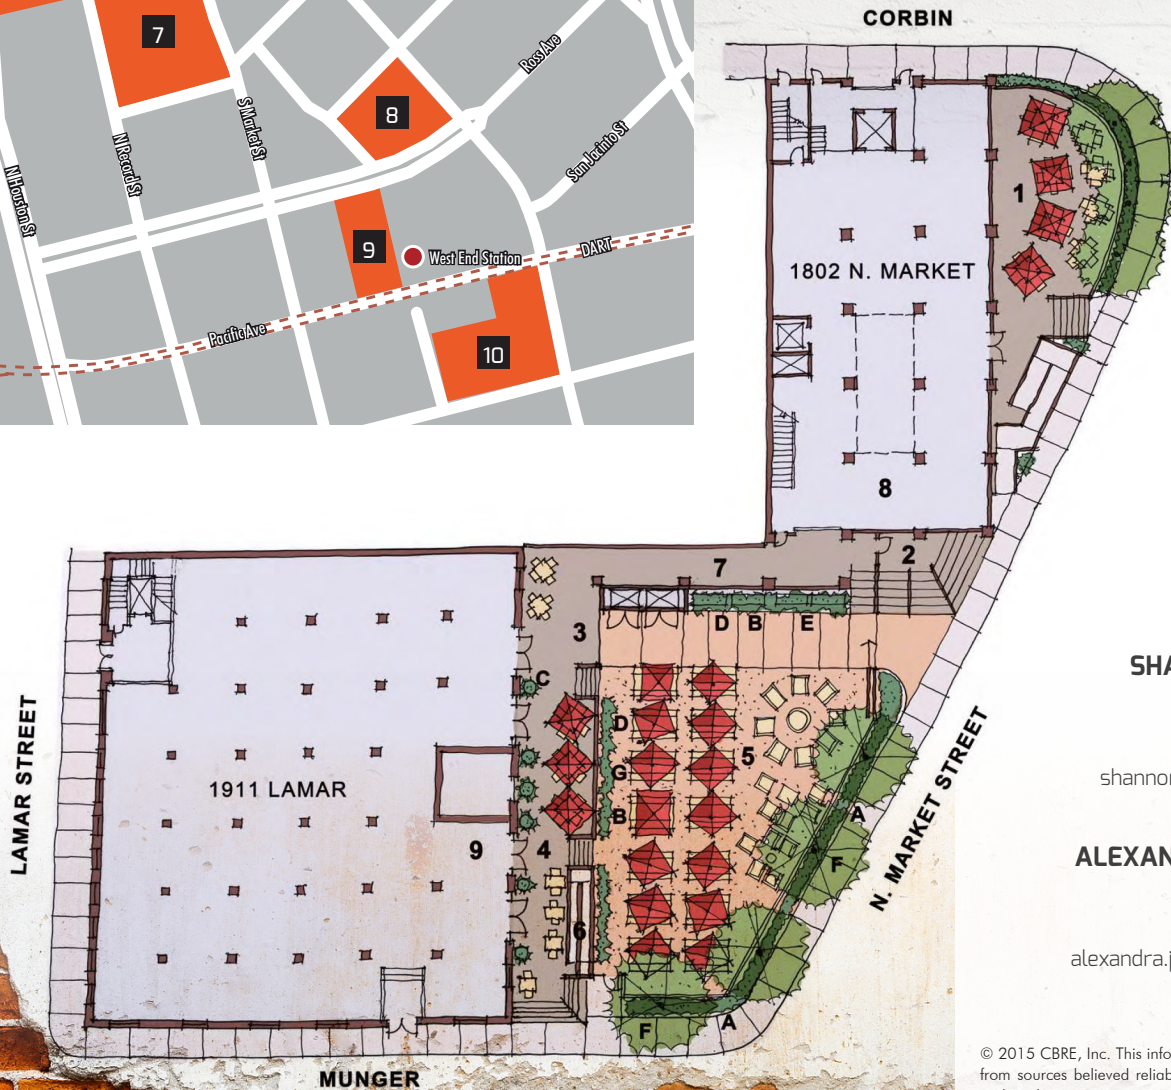 7
8
9
10
N Houston St
N Record St
S Market St
Ross Ave
San Jacinto St
West End Station
DART
Pacific Ave
CORBIN
1
1802 N. MARKET
8
2
7
D B E
3
C
D
G
B
5
A
F
1911 LAMAR
9
4
6
F
A
LAMAR STREET
N. MARKET STREET
MUNGER
SHA
shannor
ALEXAN
alexandra.j
© 2015 CBRE, Inc. This info
from sources believed reliab